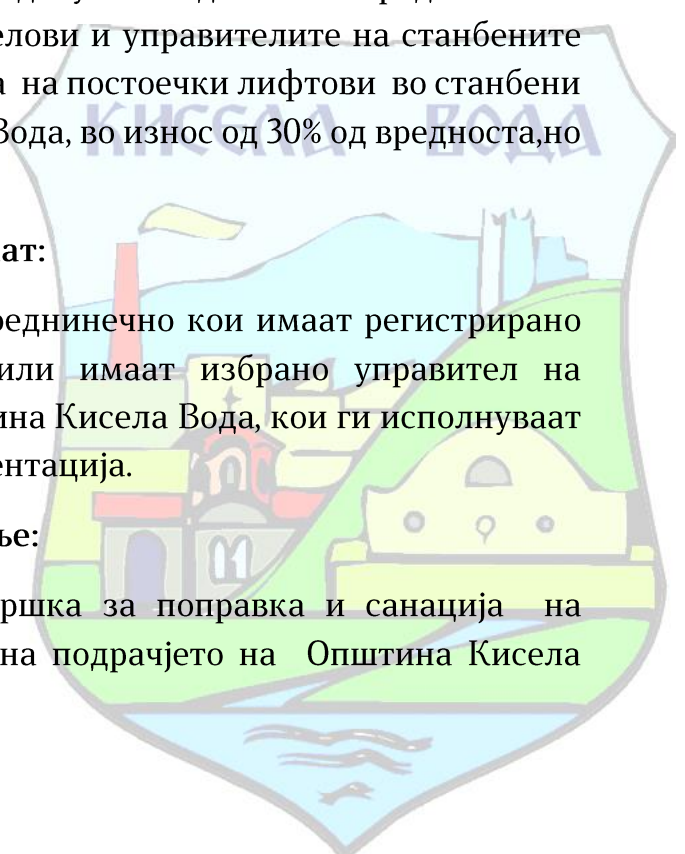 елови и управителите на станбените
а на постоечки лифтови во станбени
Вода, во износ од 30% од вредноста,но
КИСЕЛА ВОДА
ат:
реднинечно кои имаат регистрирано
или имаат избрано управител на
ина Кисела Вода, кои ги исполнуваат
ентација.
ье:
ршка за поправка и санација на
на подрачјето на Општина Кисела